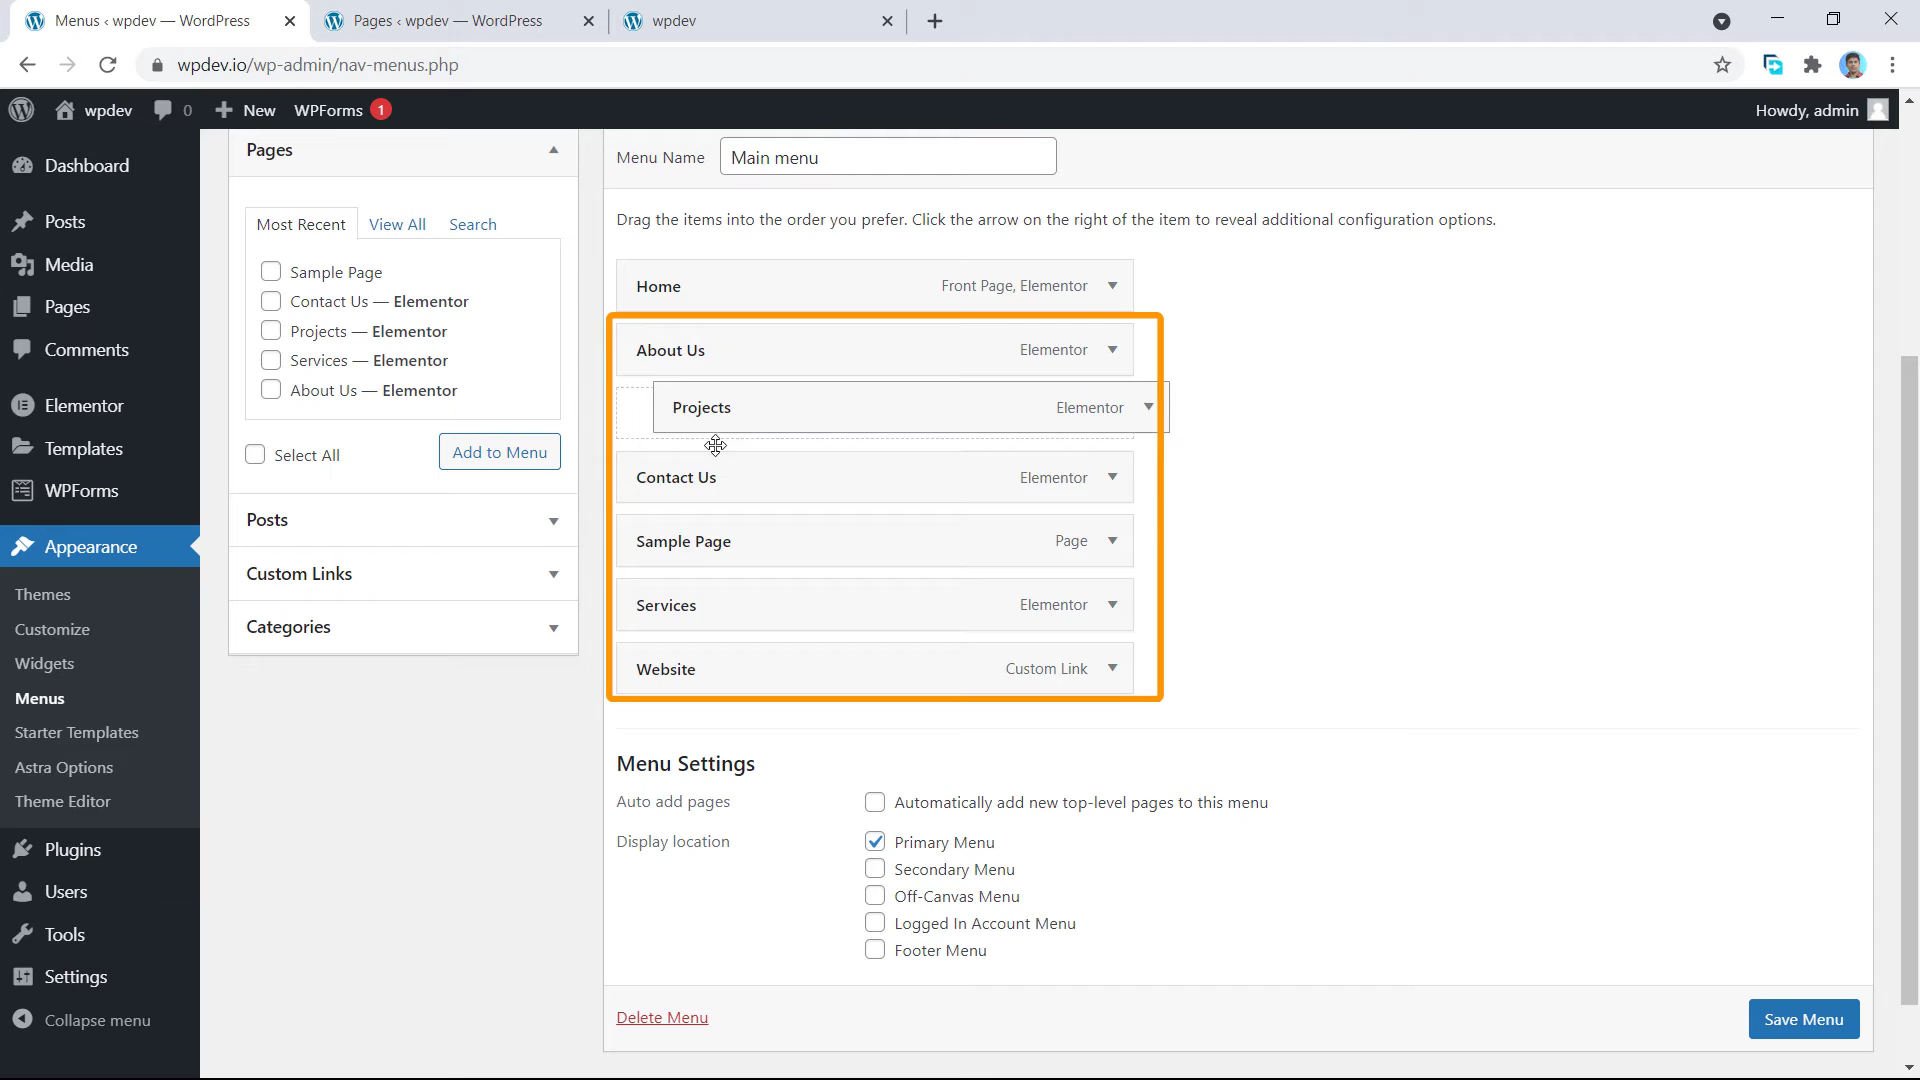 Menus ‹ wpdev — WordPress
Pages ‹ wpdev — WordPress
wpdev
wpdev.io/wp-admin/nav-menus.php
wpdev
0
New
WPForms 1
Howdy, admin
Dashboard
Posts
Media
Pages
Comments
Elementor
Templates
WPForms
Appearance
Themes
Customize
Widgets
Menus
Starter Templates
Astra Options
Theme Editor
Plugins
Users
Tools
Settings
Collapse menu
Pages
Most Recent View All Search
Sample Page
Contact Us — Elementor
Projects — Elementor
Services — Elementor
About Us — Elementor
Select All
Add to Menu
Posts
Custom Links
Categories
Menu Name Main menu
Drag the items into the order you prefer. Click the arrow on the right of the item to reveal additional configuration options.
Home Front Page, Elementor
About Us Elementor
Projects Elementor
Contact Us Elementor
Sample Page Page
Services Elementor
Website Custom Link
Menu Settings
Auto add pages Automatically add new top-level pages to this menu
Display location Primary Menu
Secondary Menu
Off-Canvas Menu
Logged In Account Menu
Footer Menu
Delete Menu
Save Menu